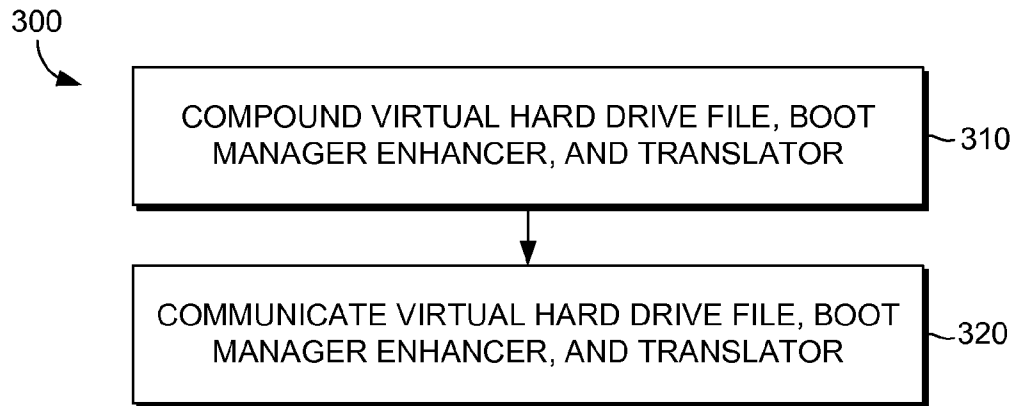 300
COMPOUND VIRTUAL HARD DRIVE FILE, BOOT
MANAGER ENHANCER, AND TRANSLATOR
310
COMMUNICATE VIRTUAL HARD DRIVE FILE, BOOT
MANAGER ENHANCER, AND TRANSLATOR
320